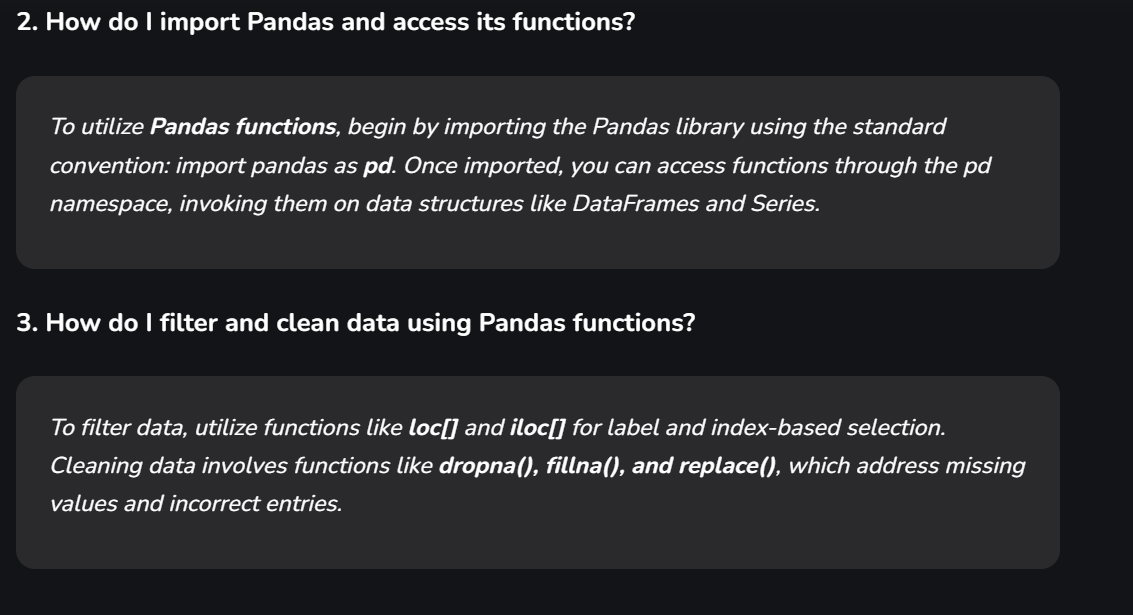 2. How do I import Pandas and access its functions?
To utilize Pandas functions, begin by importing the Pandas library using the standard
convention: import pandas as pd. Once imported, you can access functions through the pd
namespace, invoking them on data structures like DataFrames and Series.
3. How do I filter and clean data using Pandas functions?
To filter data, utilize functions like loc[] and iloc[] for label and index-based selection.
Cleaning data involves functions like dropna(), fillna(), and replace(), which address missing
values and incorrect entries.